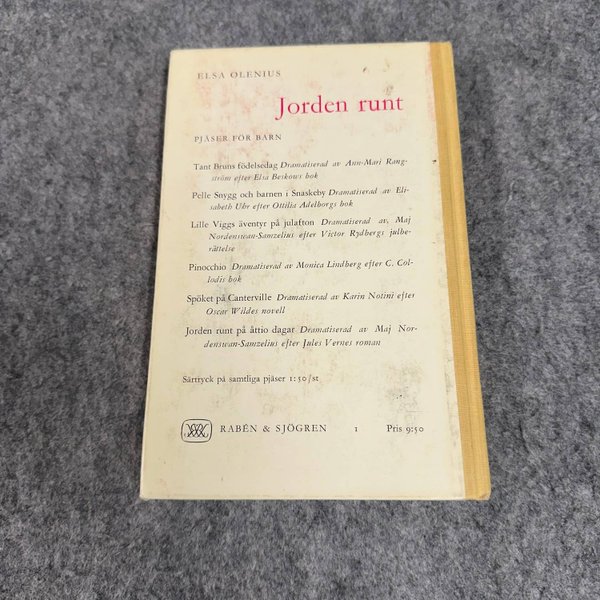 ELSA OLENIUS
Jorden runt
PJÄSER FÖR BARN
Tant Bruns födelsedag Dramatiserad av Ann-Mari Rang-
ström efter Elsa Beskows bok
Pelle Snygg och barnen i Snaskeby Dramatiserad av Eli-
sabeth Uhr efter Ottilia Adelborgs bok
Lille Viggs äventyr på julafton Dramatiserad av Maj
Nordenswan-Samzelius efter Victor Rydbergs julbe-
rättelse
Pinocchio Dramatiserad av Monica Lindberg efter C. Col-
lodis bok
Spöket på Canterville Dramatiserad av Karin Notini efter
Oscar Wildes novell
Jorden runt på åttio dagar Dramatiserad av Maj Nor-
denswan-Samzelius efter Jules Vernes roman
Särtryck på samtliga pjäser 1:50/st
RABÉN & SJÖGREN 1 Pris 9:50